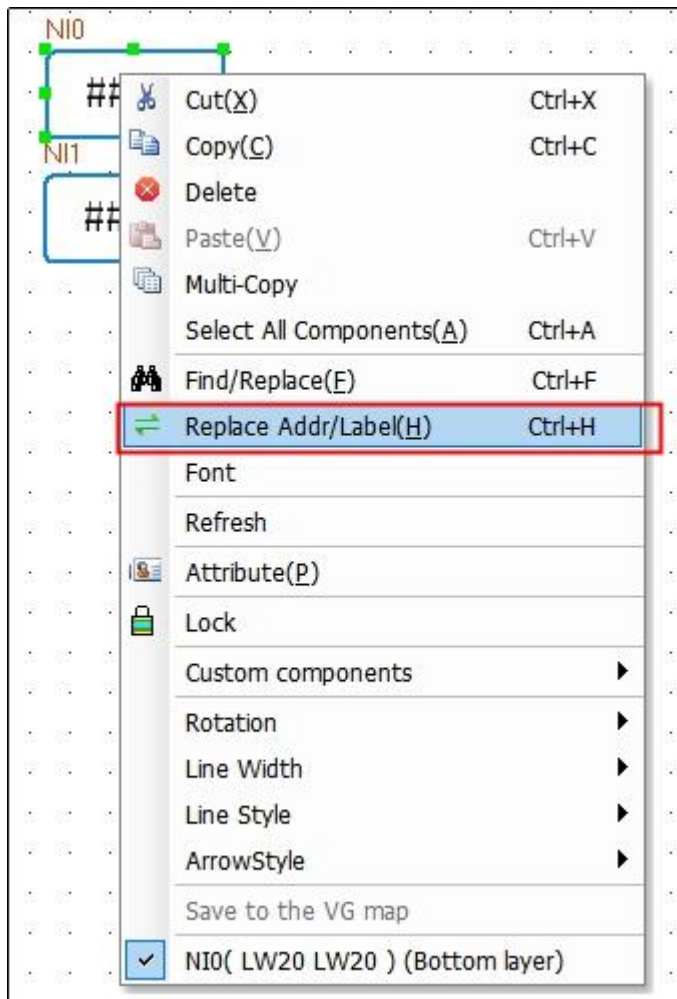 NI0
##
Cut(X) Ctrl+X
Copy(C) Ctrl+C
NI1
Delete
##
Paste(V) Ctrl+V
Multi-Copy
Select All Components(A) Ctrl+A
Find/Replace(F) Ctrl+F
Replace Addr/Label(H) Ctrl+H
Font
Refresh
Attribute(P)
Lock
Custom components
Rotation
Line Width
Line Style
ArrowStyle
Save to the VG map
NI0( LW20 LW20 ) (Bottom layer)